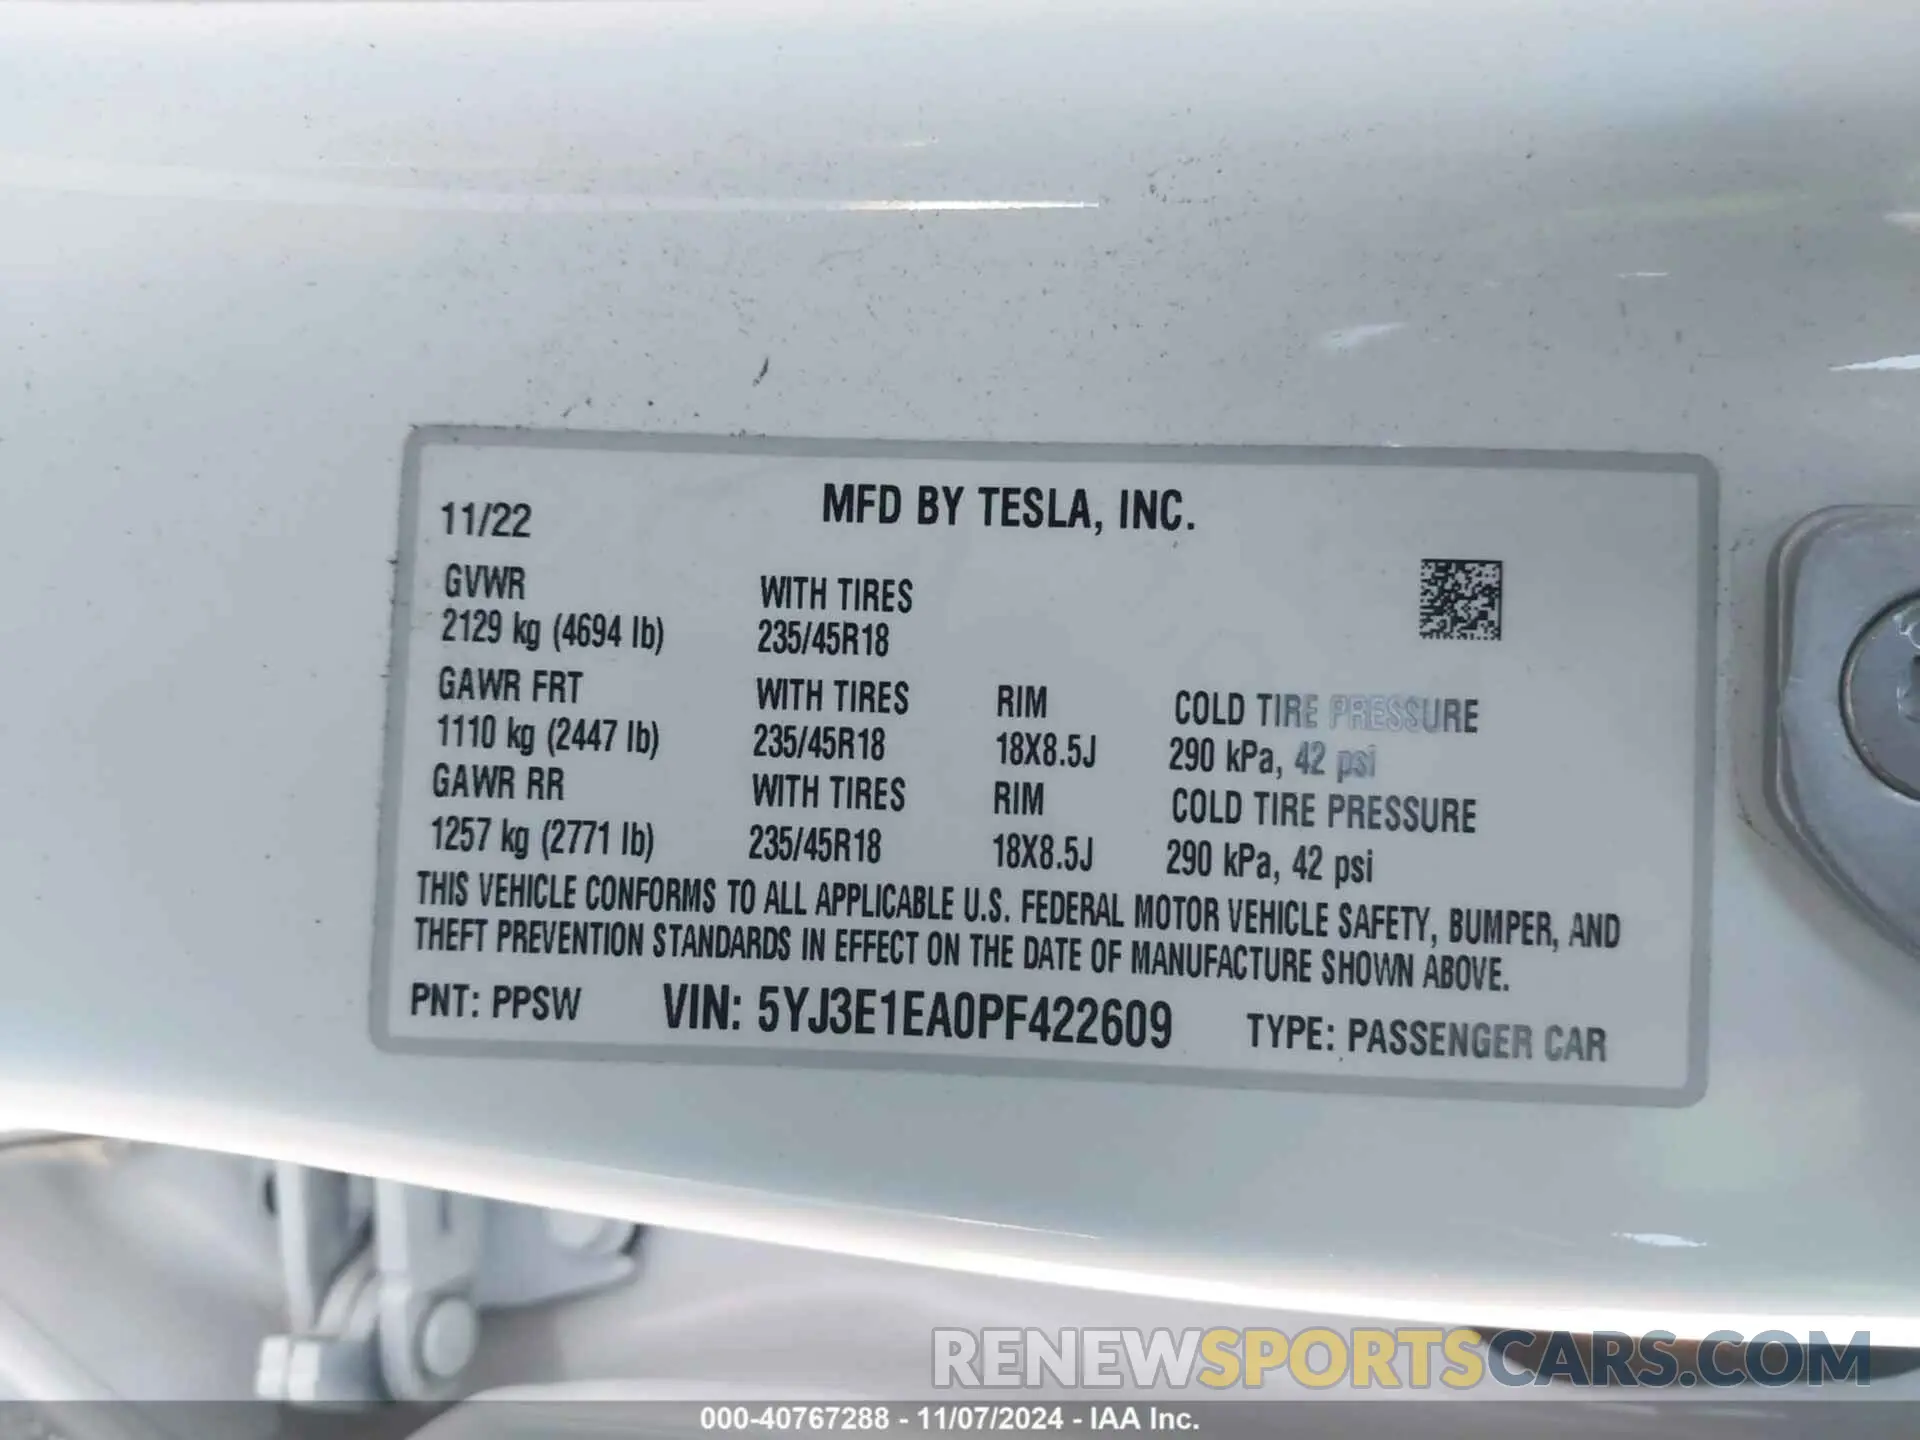 MFD BY TESLA, INC.
11/22
GVWR WITH TIRES
2129 kg (4694 lb) 235/45R18
GAWR FRT WITH TIRES RIM COLD TIRE PRESSURE
1110 kg (2447 lb) 235/45R18 18X8.5J 290 kPa, 42 psi
GAWR RR WITH TIRES RIM COLD TIRE PRESSURE
1257 kg (2771 lb) 235/45R18 18X8.5J 290 kPa, 42 psi
THIS VEHICLE CONFORMS TO ALL APPLICABLE U.S. FEDERAL MOTOR VEHICLE SAFETY, BUMPER, AND
THEFT PREVENTION STANDARDS IN EFFECT ON THE DATE OF MANUFACTURE SHOWN ABOVE.
PNT: PPSW VIN: 5YJ3E1EA0PF422609 TYPE: PASSENGER CAR
RENEWSPORTSCARS.COM
000-40767288 - 11/07/2024 - IAA Inc.